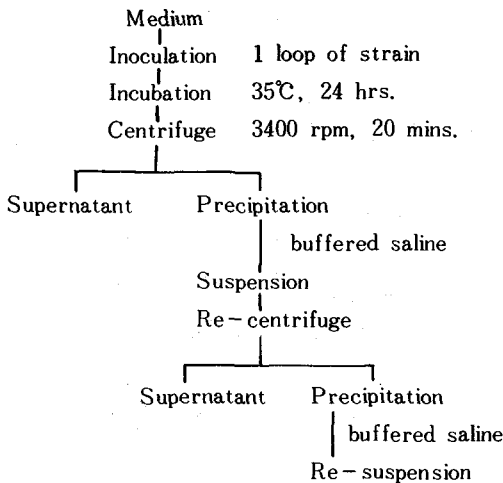 Medium
Inoculation 1 loop of strain
Incubation 35℃, 24 hrs.
Centrifuge 3400 rpm, 20 mins.
Supernatant Precipitation
buffered saline
Suspension
Re-centrifuge
Supernatant Precipitation
buffered saline
Re-suspension